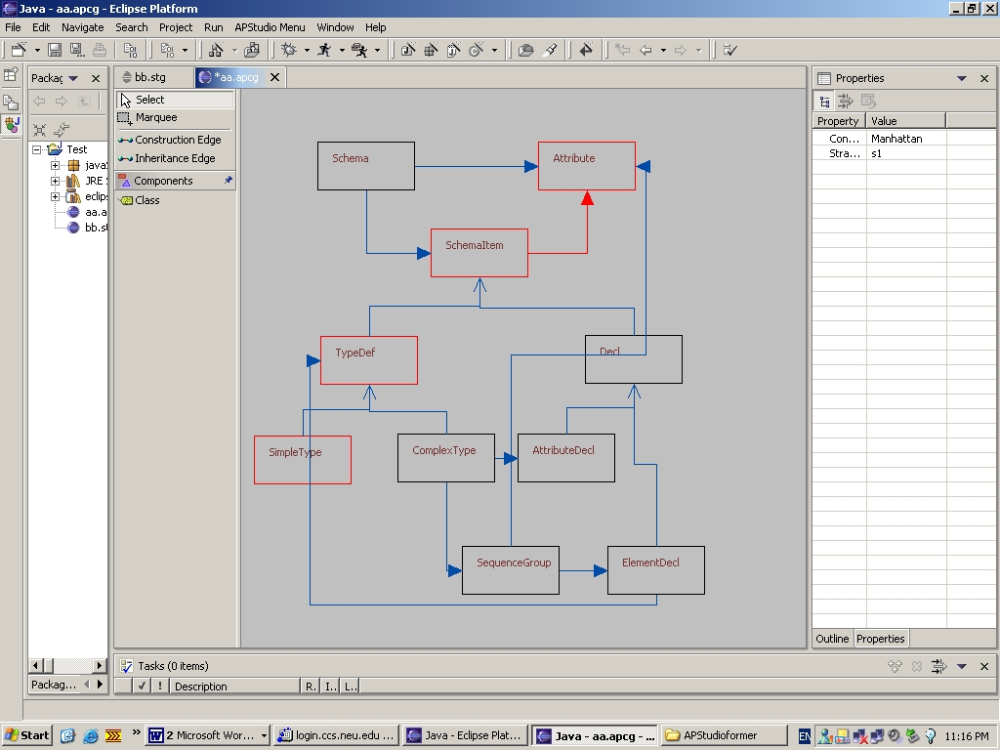 Java - aa.apcg - Eclipse Platform
File Edit Navigate Search Project Run APStudio Menu Window Help
Packag
bb.stg
*aa.apcg
Properties
Select
Marquee
Construction Edge
Inheritance Edge
Components
Class
Test
java
JRE
eclips
aa.a
bb.st
Schema
Attribute
SchemaItem
TypeDef
Decl
SimpleType
ComplexType
AttributeDecl
SequenceGroup
ElementDecl
Property Value
Con... Manhattan
Stra... s1
Outline Properties
Packag...
Tasks (0 items)
! Description R. I.. L..
Start
2 Microsoft Wor...
login.ccs.neu.edu ...
Java - Eclipse Plat...
Java - aa.apcg - ...
APStudioformer
EN
11:16 PM